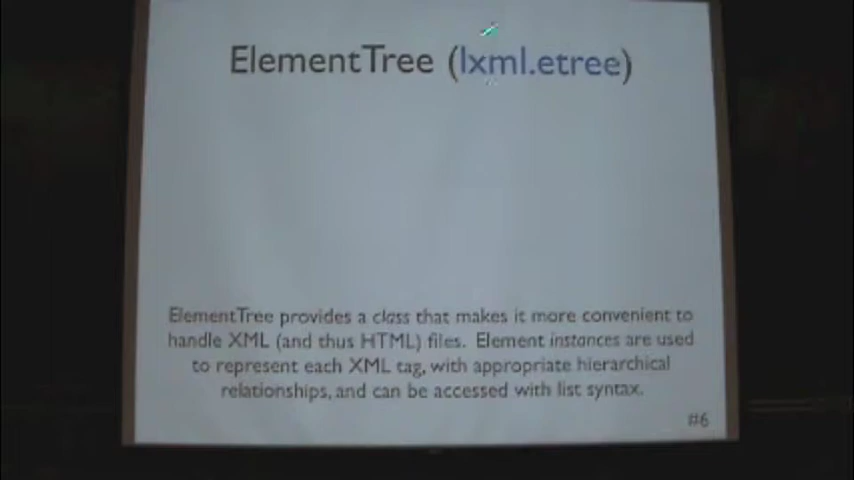 ElementTree (lxml.etree)
ElementTree provides a class that makes it more convenient to
handle XML (and thus HTML) files. Element instances are used
to represent each XML tag, with appropriate hierarchical
relationships, and can be accessed with list syntax.
#6